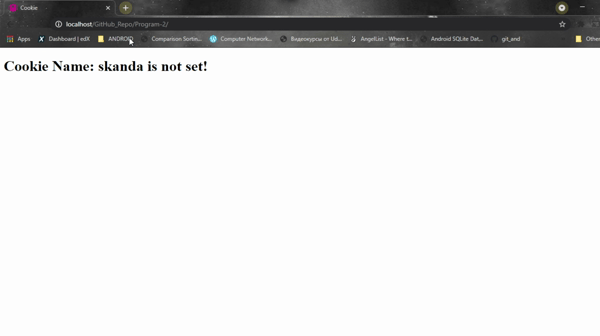 Cookie
localhost/GitHub_Repo/Program-2/
Apps Dashboard | edX ANDROID Comparison Sortin... Computer Network... Видеокурсы от Ud... AngelList - Where t... Android SQLite Dat... git_and Other
Cookie Name: skanda is not set!